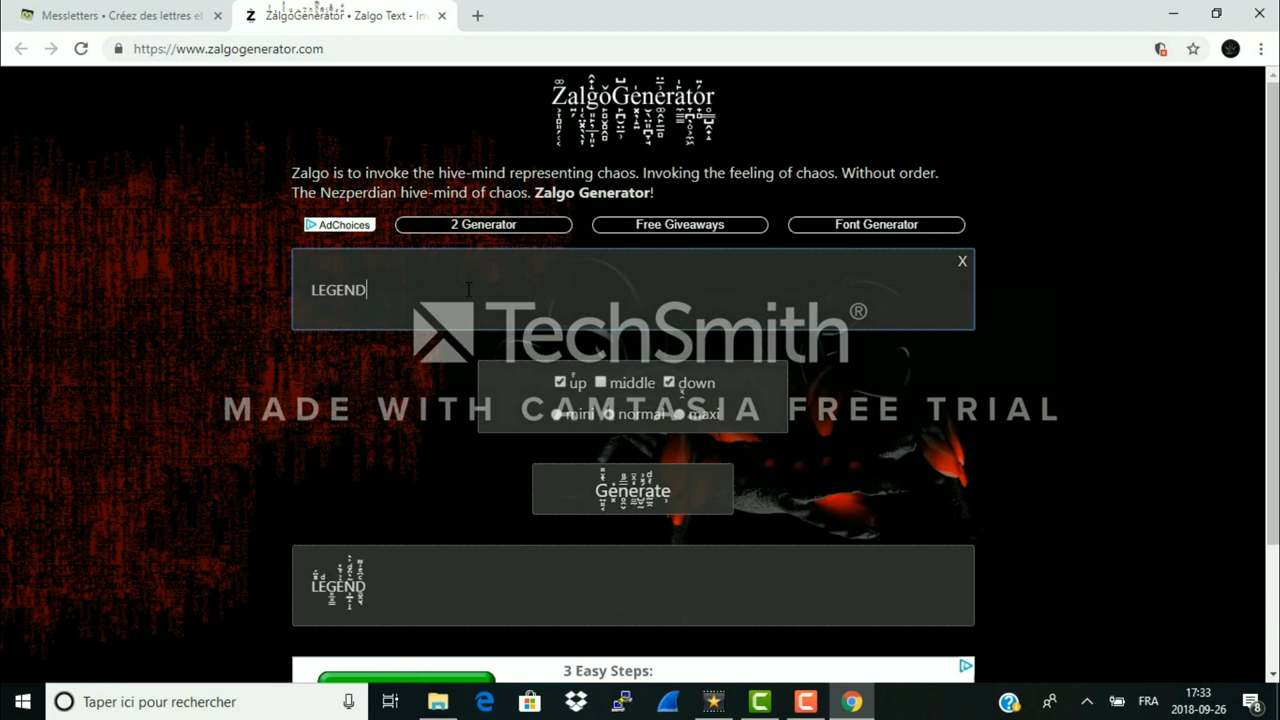 Messletters • Créez des lettres et
ZalgoGenerator • Zalgo Text - Im
https://www.zalgogenerator.com
ZalgoGenerator
Zalgo is to invoke the hive-mind representing chaos. Invoking the feeling of chaos. Without order.
The Nezperdian hive-mind of chaos. Zalgo Generator!
AdChoices
2 Generator
Free Giveaways
Font Generator
X
LEGEND
TechSmith®
up middle down
MADE WITH CAMTASIA FREE TRIAL
mini normal maxi
Generate
LEGEND
3 Easy Steps:
Taper ici pour rechercher
FRA
17:33
2018-09-26
8